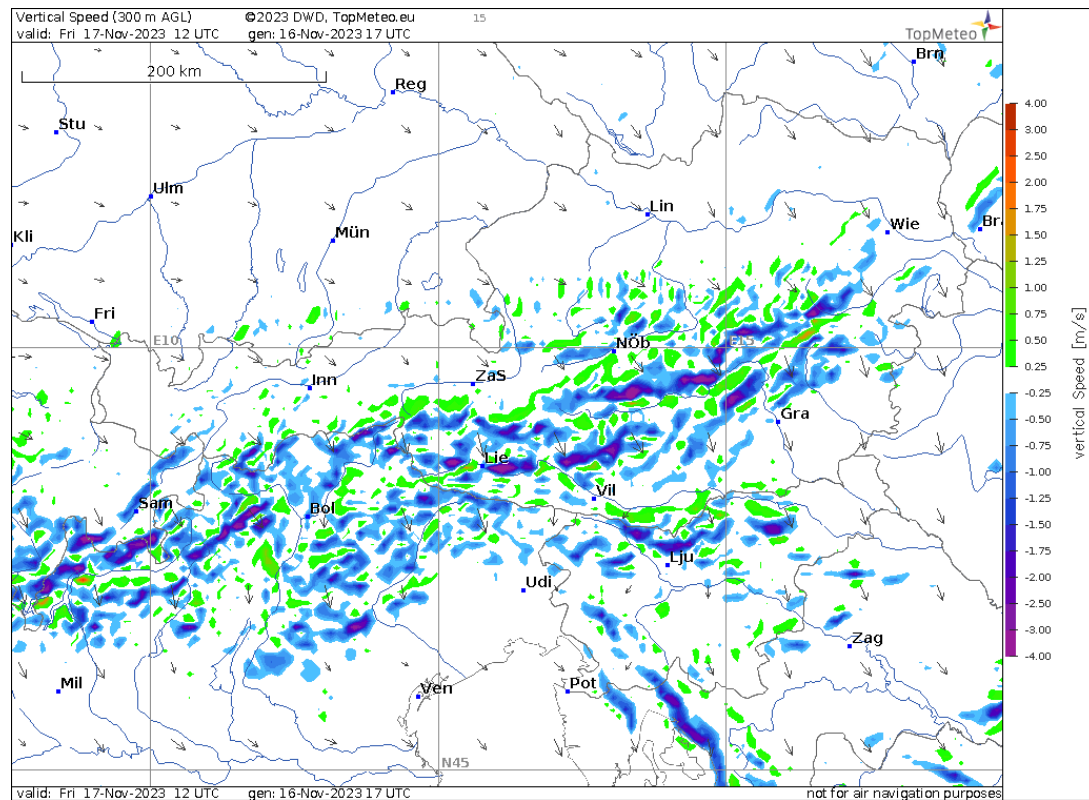 Vertical Speed (300 m AGL) ©2023 DWD, TopMeteo.eu 15
valid: Fri 17-Nov-2023 12 UTC gen: 16-Nov-2023 17 UTC
TopMeteo
200 km
Brn
Reg
Stu
Ulm
Lin
Kli
Mün
Wie
Bra
Fri
E10
E15
NÖb
Inn
ZaS
Gra
Lie
Vil
Sam
Bol
Lju
Udi
Zag
Mil
Ven
Pot
N45
4.00
3.00
2.50
2.00
1.75
1.50
1.25
1.00
0.75
0.50
0.25
-0.25
-0.50
-0.75
-1.00
-1.25
-1.50
-1.75
-2.00
-2.50
-3.00
-4.00
vertical Speed [m/s]
valid: Fri 17-Nov-2023 12 UTC gen: 16-Nov-2023 17 UTC not for air navigation purposes